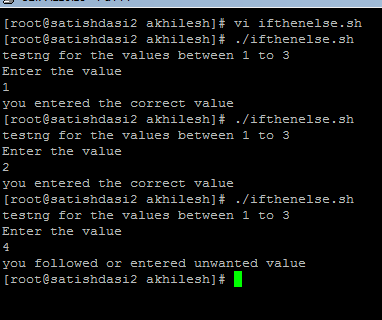 [root@satishdasi2 akhilesh]# vi ifthenelse.sh
[root@satishdasi2 akhilesh]# ./ifthenelse.sh
testng for the values between 1 to 3
Enter the value
1
you entered the correct value
[root@satishdasi2 akhilesh]# ./ifthenelse.sh
testng for the values between 1 to 3
Enter the value
2
you entered the correct value
[root@satishdasi2 akhilesh]# ./ifthenelse.sh
testng for the values between 1 to 3
Enter the value
4
you followed or entered unwanted value
[root@satishdasi2 akhilesh]#